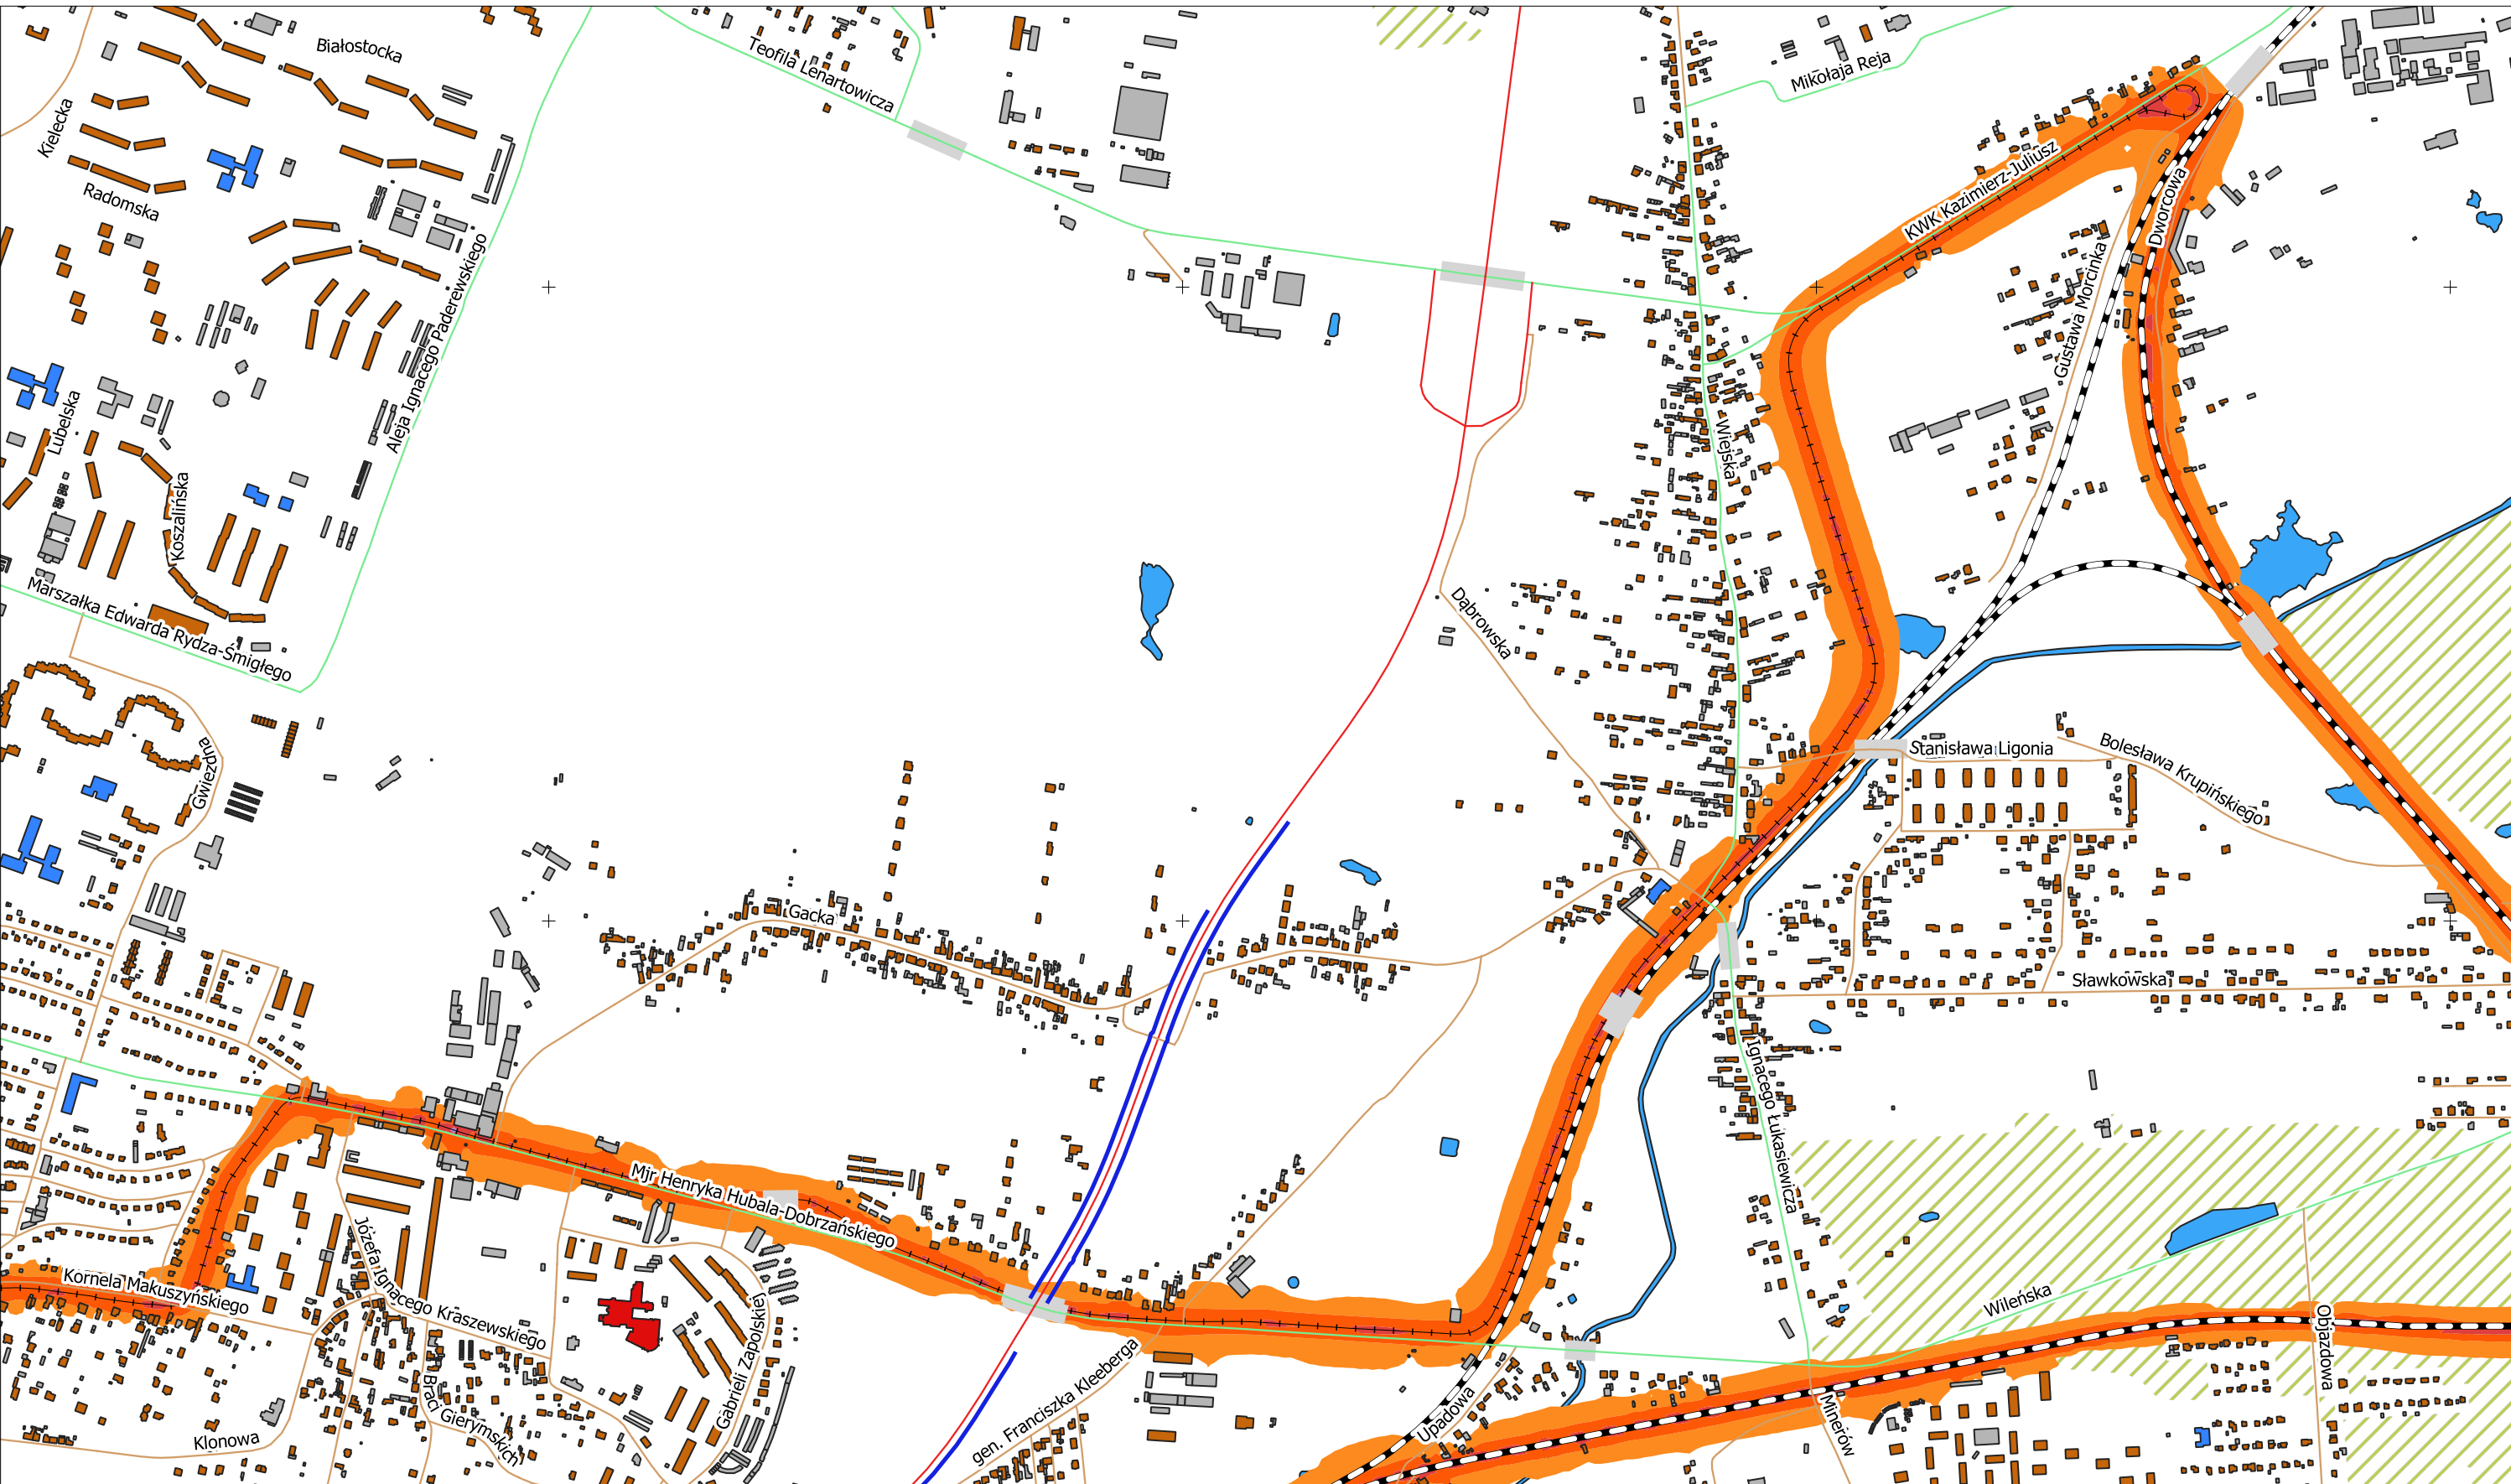 Białostocka
Teofila Lenartowicza
Mikołaja Reja
Kielecka
Radomska
KWK Kazimierz-Juliusz
Dworcowa
Gustawa Morcinka
Aleja Ignacego Paderewskiego
Lubelska
Wiejska
Koszalińska
Marszałka Edwarda Rydza-Śmigłego
Dąbrowska
Gwiezdna
Stanisława Ligonia
Bolesława Krupińskiego
Gacka
Sławkowska
Ignacego Łukasiewicza
Mjr Henryka Hubala-Dobrzańskiego
Józefa Ignacego Kraszewskiego
Kornela Makuszyńskiego
Wileńska
Objazdowa
Gabrieli Zapolskiej
gen. Franciszka Kleeberga
Braci Gierymskich
Klonowa
Upadowa
Minerów